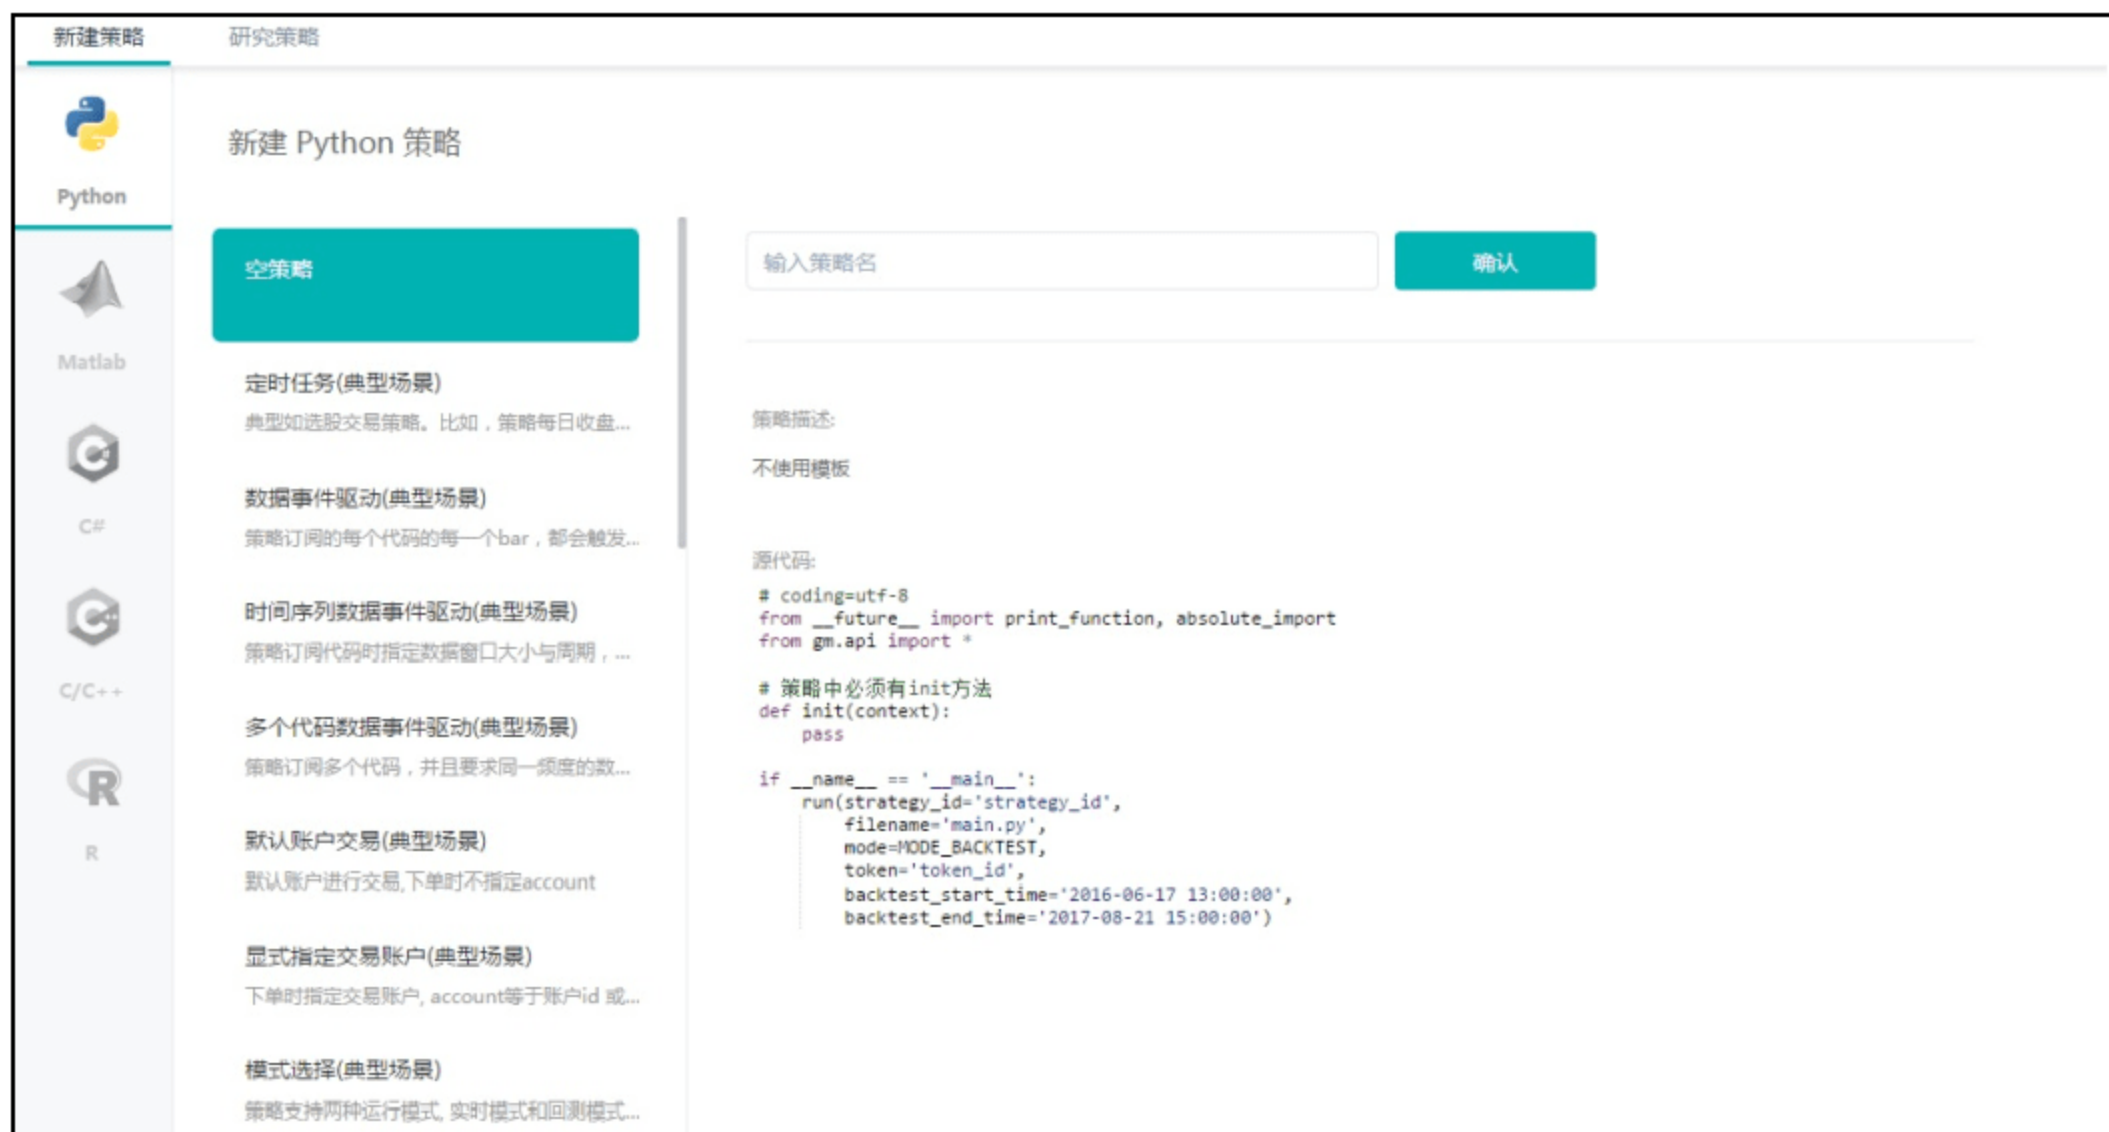 新建策略
研究策略
Python
Matlab
C#
C/C++
R
新建 Python 策略
空策略
定时任务(典型场景)
典型如选股交易策略。比如，策略每日收盘...
数据事件驱动(典型场景)
策略订阅的每个代码的每一个bar，都会触发...
时间序列数据事件驱动(典型场景)
策略订阅代码时指定数据窗口大小与周期，...
多个代码数据事件驱动(典型场景)
策略订阅多个代码，并且要求同一频度的数...
默认账户交易(典型场景)
默认账户进行交易,下单时不指定account
显式指定交易账户(典型场景)
下单时指定交易账户, account等于账户id 或...
模式选择(典型场景)
策略支持两种运行模式, 实时模式和回测模式...
输入策略名
确认
策略描述:
不使用模板
源代码:
# coding=utf-8
from __future__ import print_function, absolute_import
from gm.api import *
# 策略中必须有init方法
def init(context):
    pass
if __name__ == '__main__':
    run(strategy_id='strategy_id',
        filename='main.py',
        mode=MODE_BACKTEST,
        token='token_id',
        backtest_start_time='2016-06-17 13:00:00',
        backtest_end_time='2017-08-21 15:00:00')